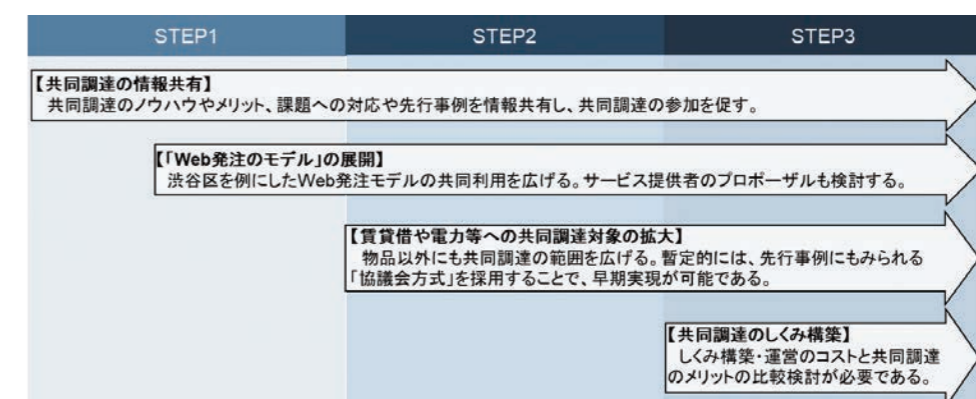 STEP1
STEP2
STEP3
【共同調達の情報共有】
共同調達のノウハウやメリット、課題への対応や先行事例を情報共有し、共同調達の参加を促す。
【「Web発注のモデル」の展開】
渋谷区を例にしたWeb発注モデルの共同利用を広げる。サービス提供者のプロポーザルも検討する。
【賃貸借や電力等への共同調達対象の拡大】
物品以外にも共同調達の範囲を広げる。暫定的には、先行事例にもみられる
「協議会方式」を採用することで、早期実現が可能である。
【共同調達のしくみ構築】
しくみ構築・運営のコストと共同調達
のメリットの比較検討が必要である。